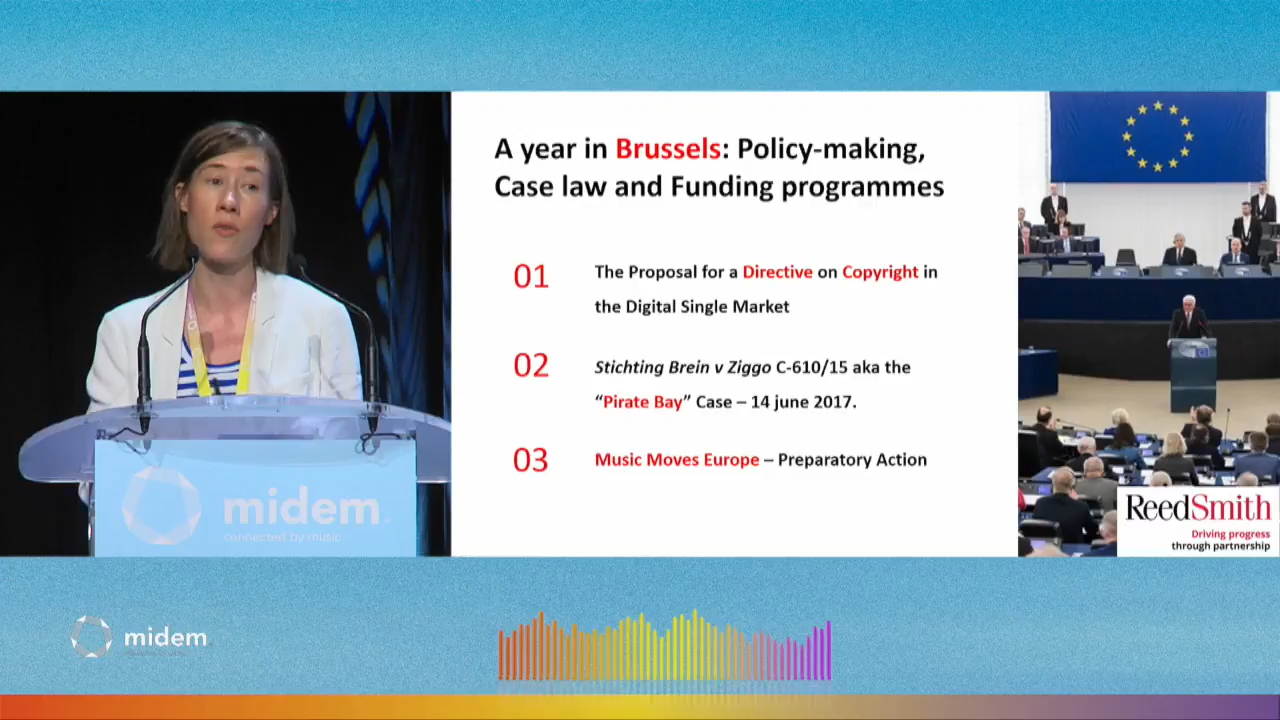 A year in Brussels: Policy-making,
Case law and Funding programmes
01
The Proposal for a Directive on Copyright in
the Digital Single Market
02
Stichting Brein v Ziggo C-610/15 aka the
“Pirate Bay” Case – 14 june 2017.
03
Music Moves Europe – Preparatory Action
ReedSmith
Driving progress
through partnership
midem.
connected by music
midem.